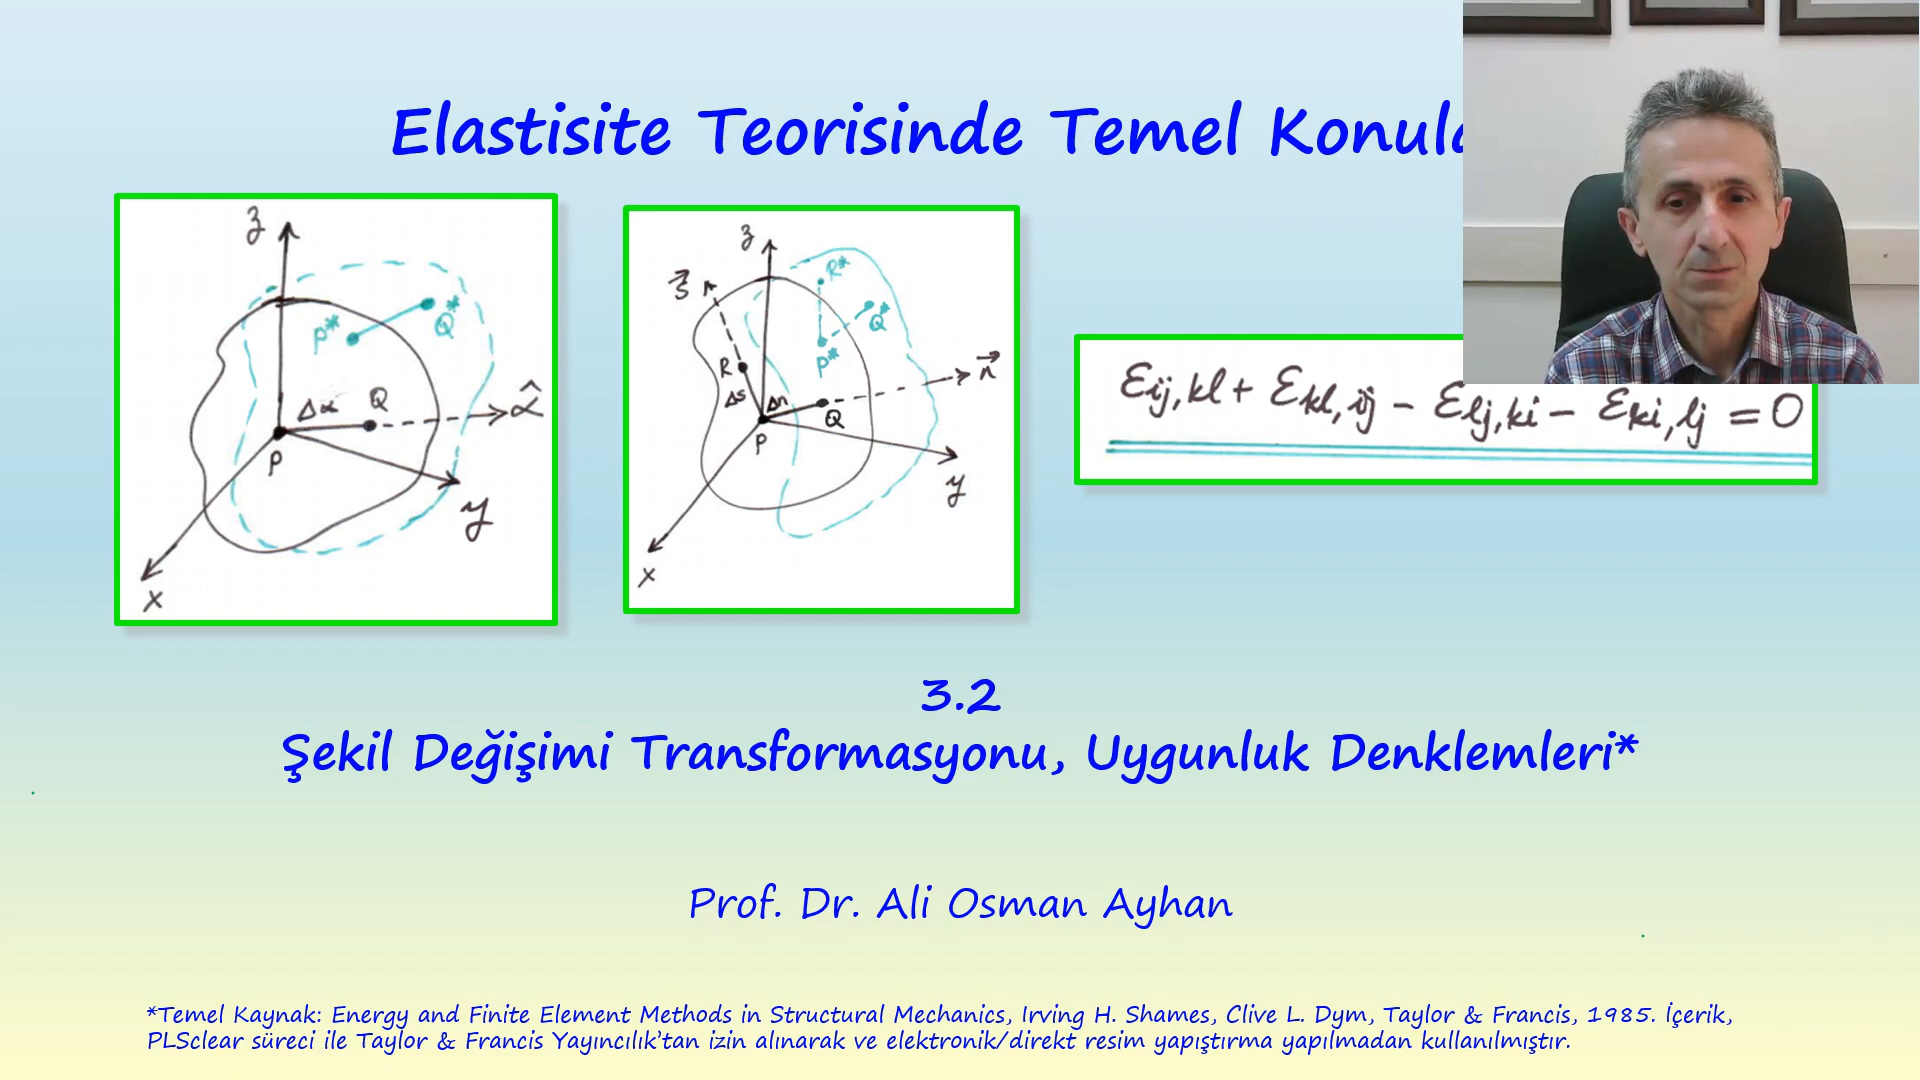 Elastisite Teorisinde Temel
z
P* Q*
Δα Q α̂
P
y
x
z
s⃗ R*
Q*
P*
R n⃗
Δs Δn
Q
P
y
x
εij,kl + εkl,ij - εlj,ki - εki,lj = 0
3.2
Şekil Değişimi Transformasyonu, Uygunluk Denklemleri*
Prof. Dr. Ali Osman Ayhan
*Temel Kaynak: Energy and Finite Element Methods in Structural Mechanics, Irving H. Shames, Clive L. Dym, Taylor & Francis, 1985. İçerik,
PLSclear süreci ile Taylor & Francis Yayıncılık'tan izin alınarak ve elektronik/direkt resim yapıştırma yapılmadan kullanılmıştır.